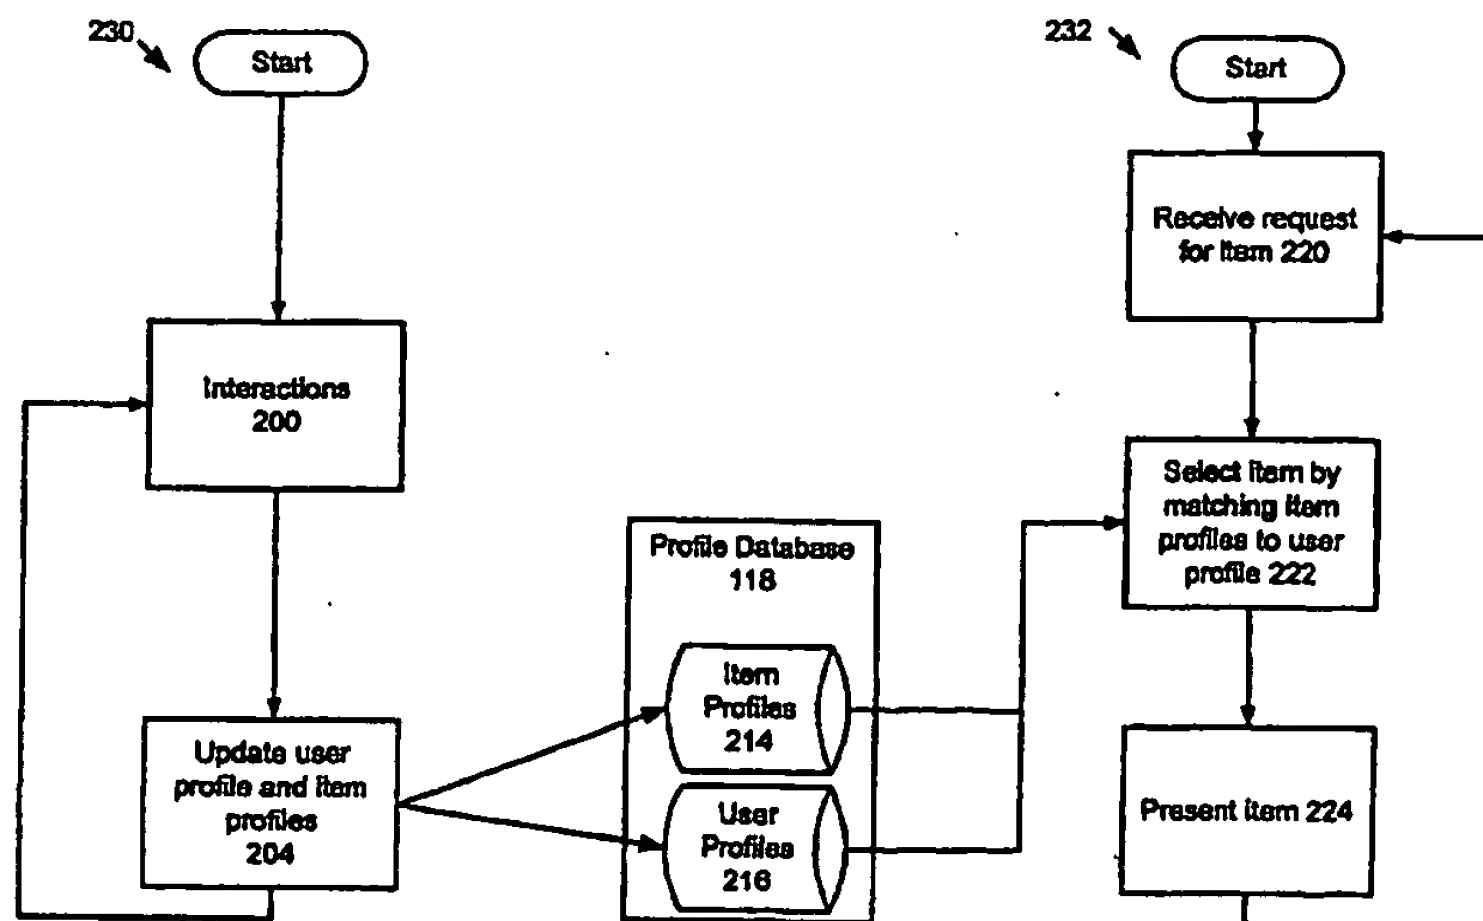 230
Start
Interactions
200
Update user
profile and item
profiles
204
Profile Database
118
Item
Profiles
214
User
Profiles
216
232
Start
Receive request
for item 220
Select item by
matching item
profiles to user
profile 222
Present item 224